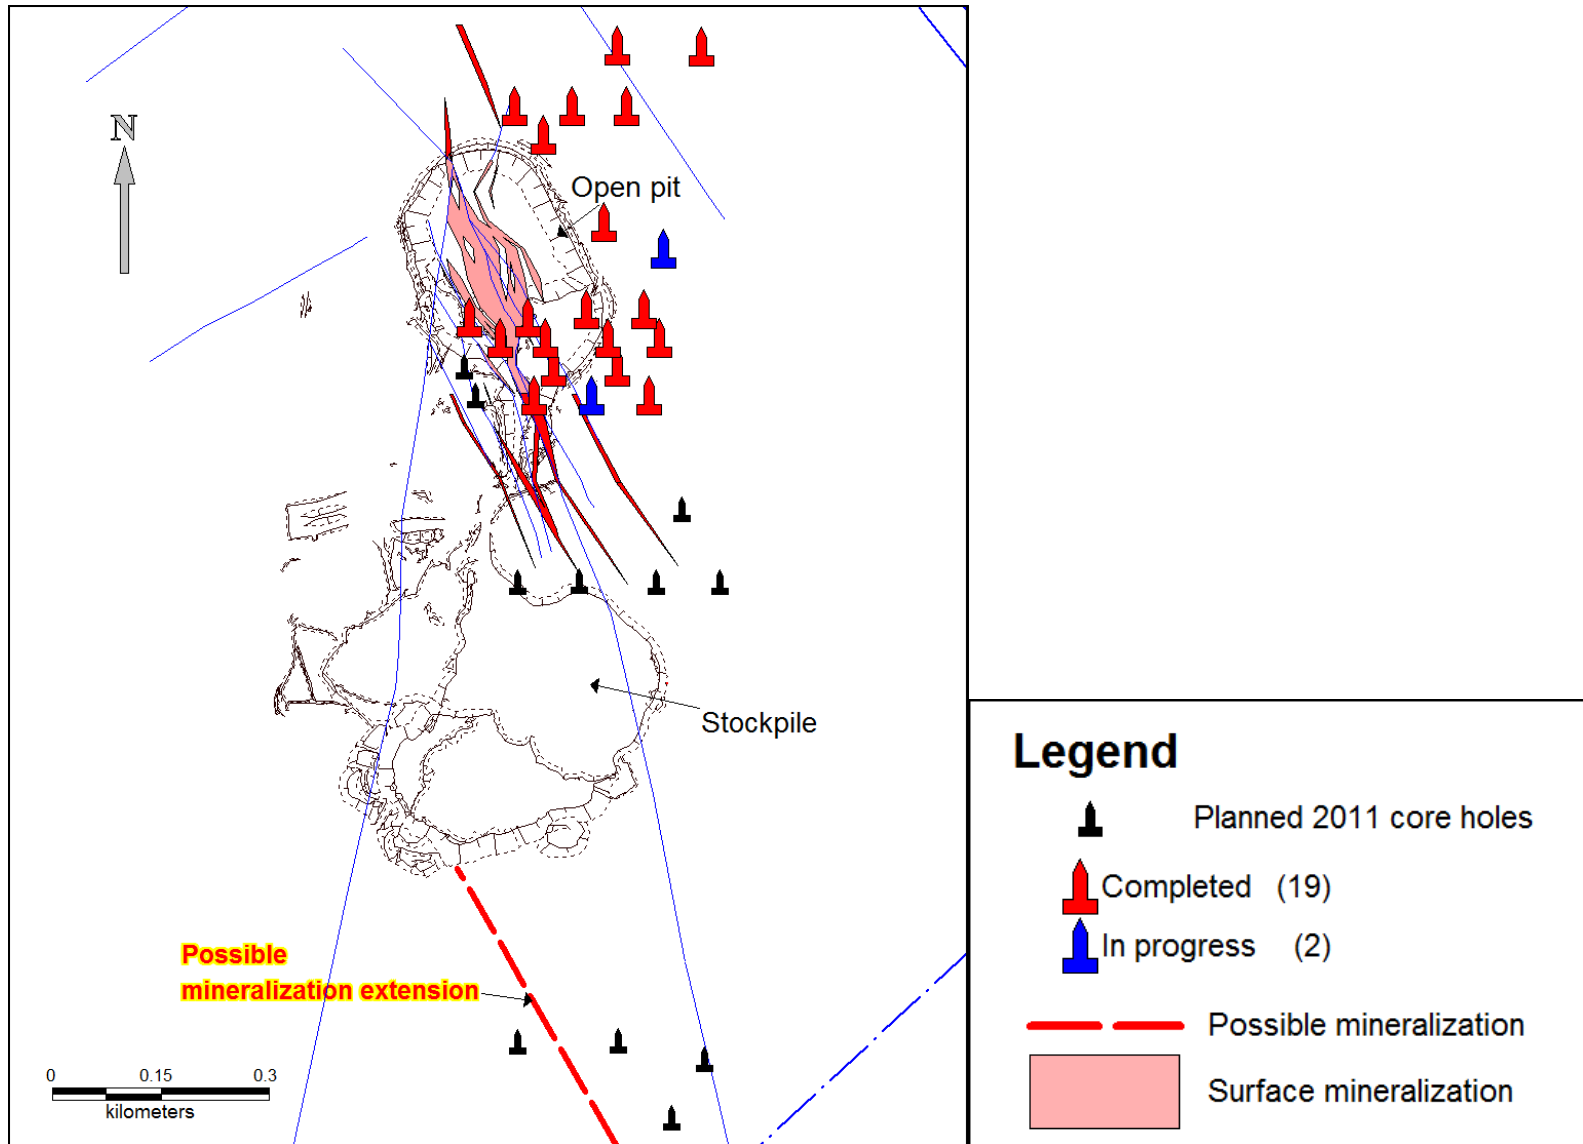 N
Open pit
Stockpile
Possible
mineralization extension
0 0.15 0.3
kilometers
Legend
Planned 2011 core holes
Completed (19)
In progress (2)
Possible mineralization
Surface mineralization